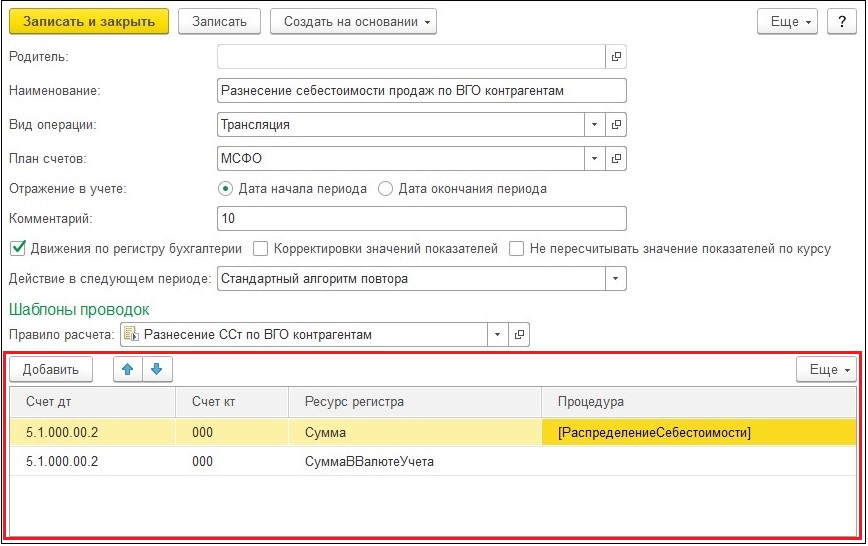 Записать и закрыть Записать Создать на основании Еще ?
Родитель:
Наименование: Разнесение себестоимости продаж по ВГО контрагентам
Вид операции: Трансляция
План счетов: МСФО
Отражение в учете: Дата начала периода Дата окончания периода
Комментарий: 10
Движения по регистру бухгалтерии Корректировки значений показателей Не пересчитывать значение показателей по курсу
Действие в следующем периоде: Стандартный алгоритм повтора
Шаблоны проводок
Правило расчета: Разнесение ССт по ВГО контрагентам
Добавить Еще
Счет дт Счет кт Ресурс регистра Процедура
5.1.000.00.2 000 Сумма [РаспределениеСебестоимости]
5.1.000.00.2 000 СуммаВВалютеУчета